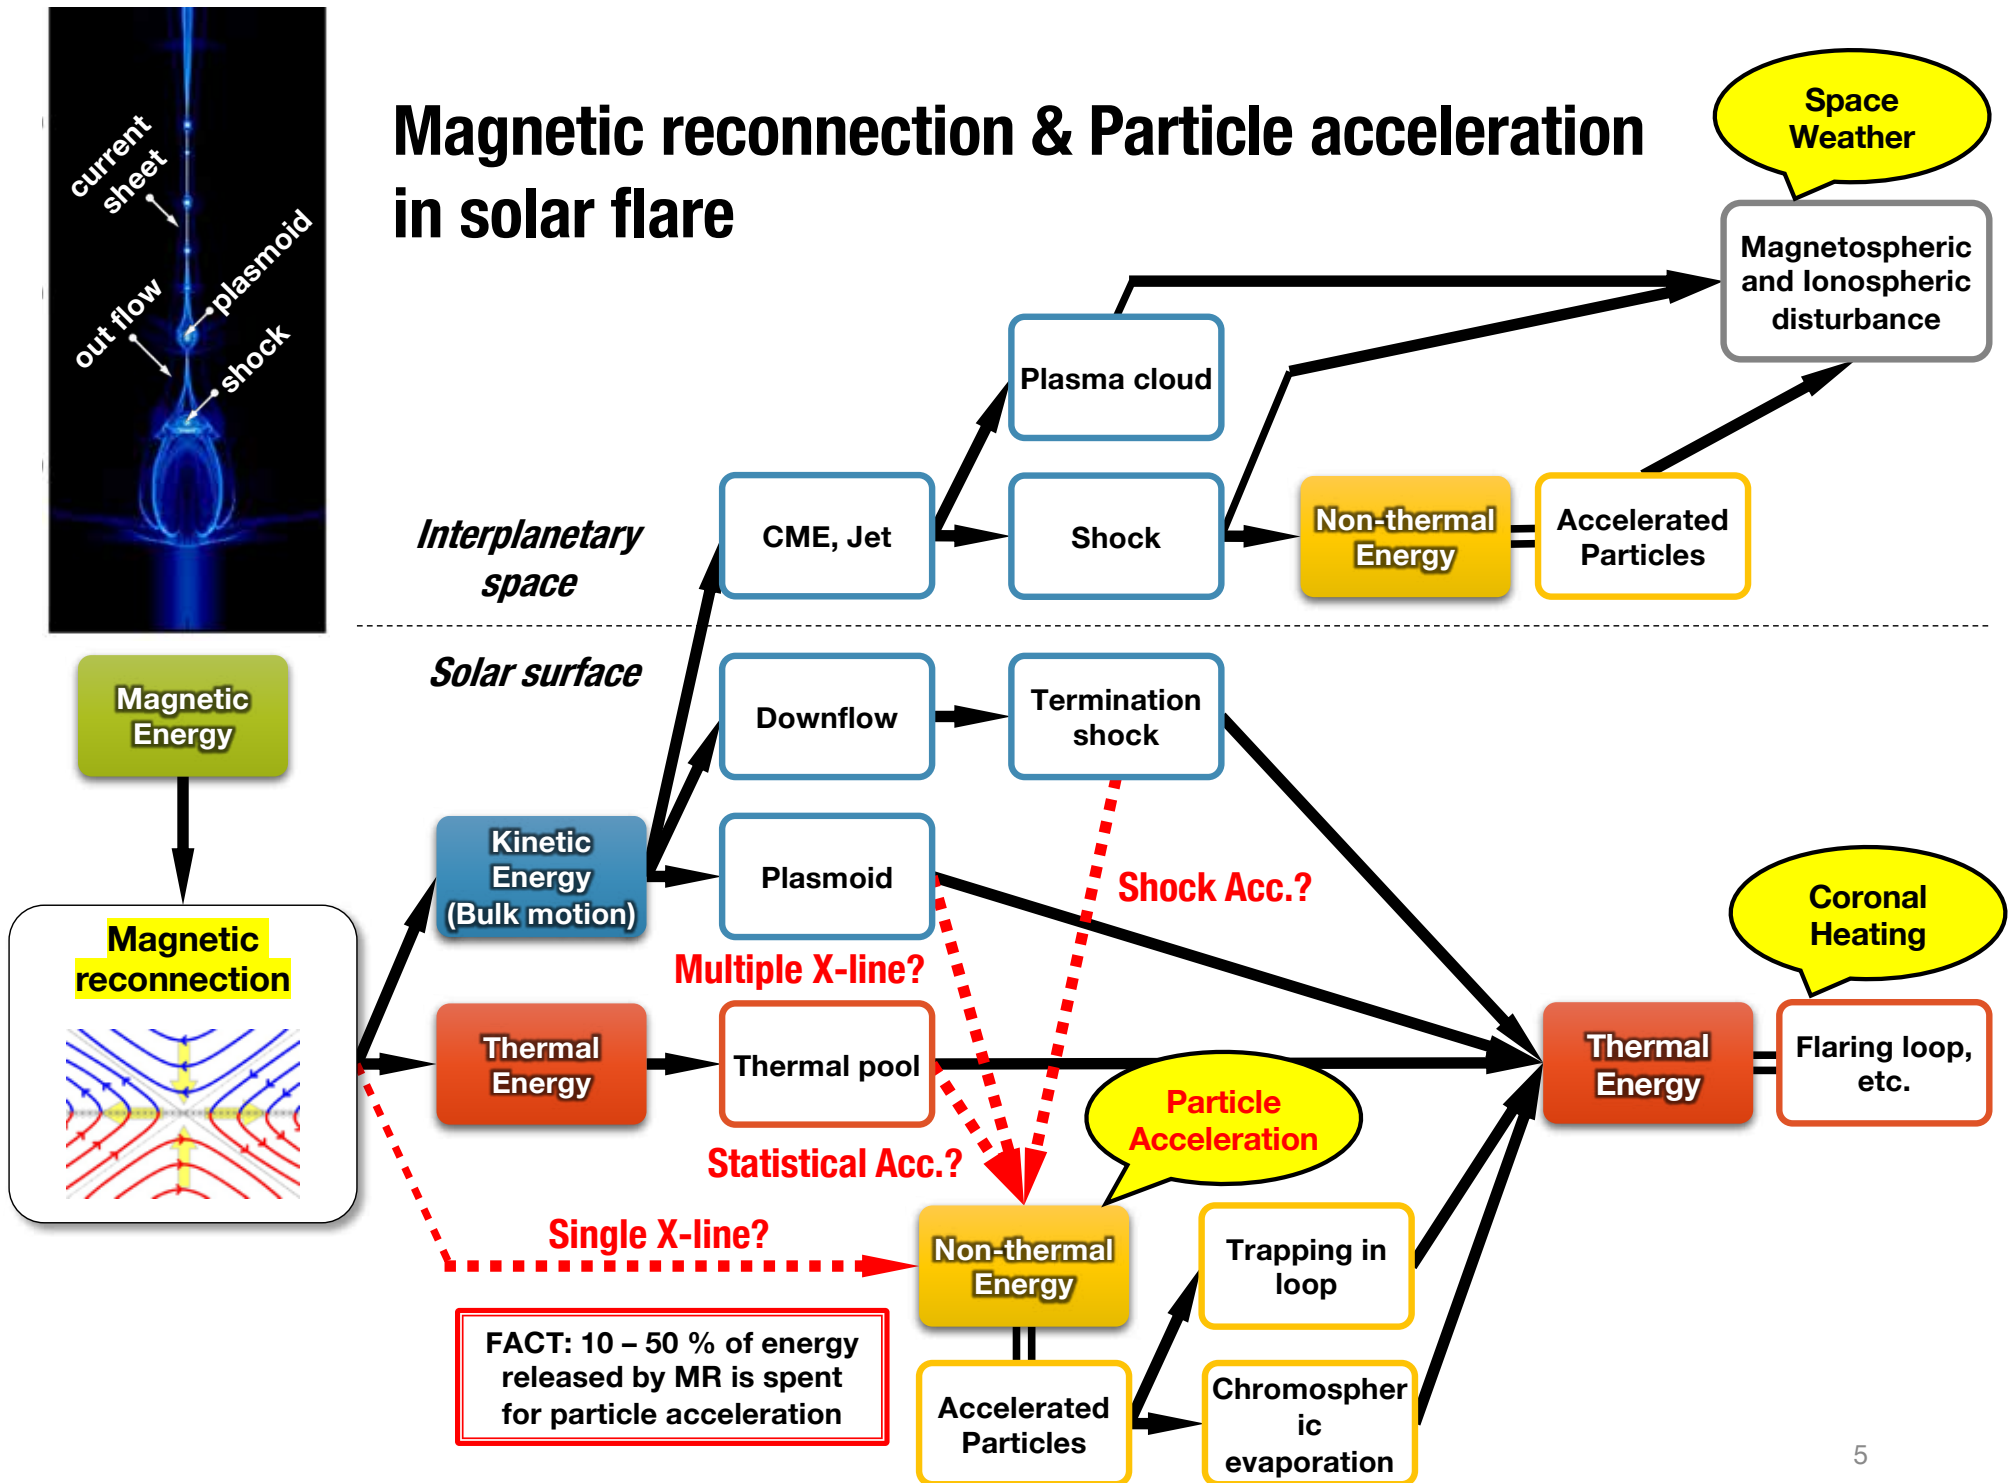 Magnetic reconnection & Particle acceleration
in solar flare
current
sheet
plasmoid
out flow
shock
Space
Weather
Magnetospheric
and Ionospheric
disturbance
Plasma cloud
Interplanetary
space
CME, Jet
Shock
Non-thermal
Energy
Accelerated
Particles
Solar surface
Magnetic
Energy
Downflow
Termination
shock
Kinetic
Energy
(Bulk motion)
Plasmoid
Shock Acc.?
Coronal
Heating
Magnetic
reconnection
Multiple X-line?
Thermal
Energy
Thermal pool
Thermal
Energy
Flaring loop,
etc.
Particle
Acceleration
Statistical Acc.?
Single X-line?
Non-thermal
Energy
Trapping in
loop
FACT: 10 – 50 % of energy
released by MR is spent
for particle acceleration
Accelerated
Particles
Chromospher
ic
evaporation
5